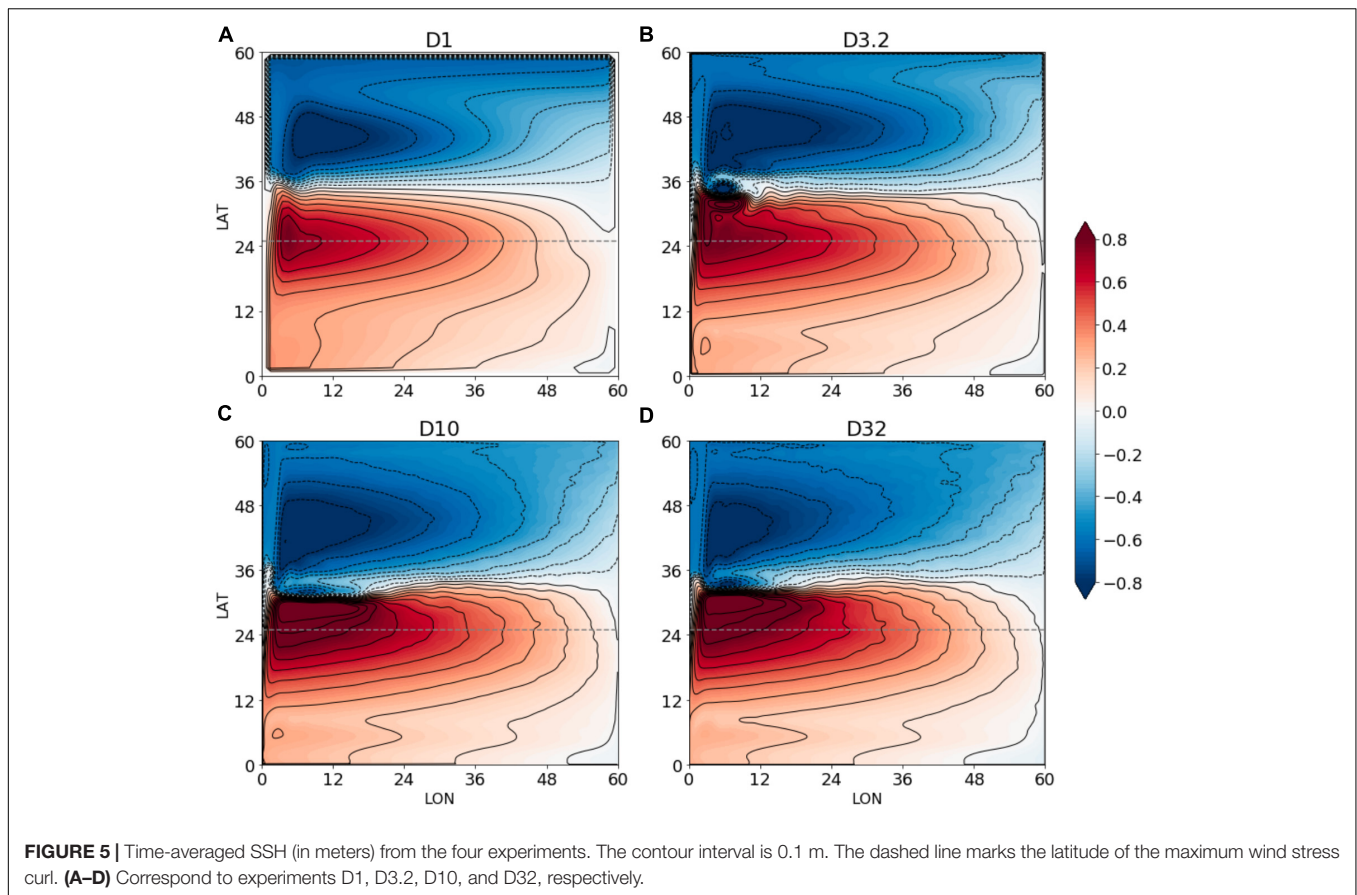 A
D1
60
48
36
24
12
0
LAT
0 12 24 36 48 60
B
D3.2
60
48
36
24
12
0
0 12 24 36 48 60
C
D10
60
48
36
24
12
0
LAT
0 12 24 36 48 60
LON
D
D32
60
48
36
24
12
0
0 12 24 36 48 60
LON
0.8
0.6
0.4
0.2
0.0
−0.2
−0.4
−0.6
−0.8
FIGURE 5 | Time-averaged SSH (in meters) from the four experiments. The contour interval is 0.1 m. The dashed line marks the latitude of the maximum wind stress
curl. (A–D) Correspond to experiments D1, D3.2, D10, and D32, respectively.